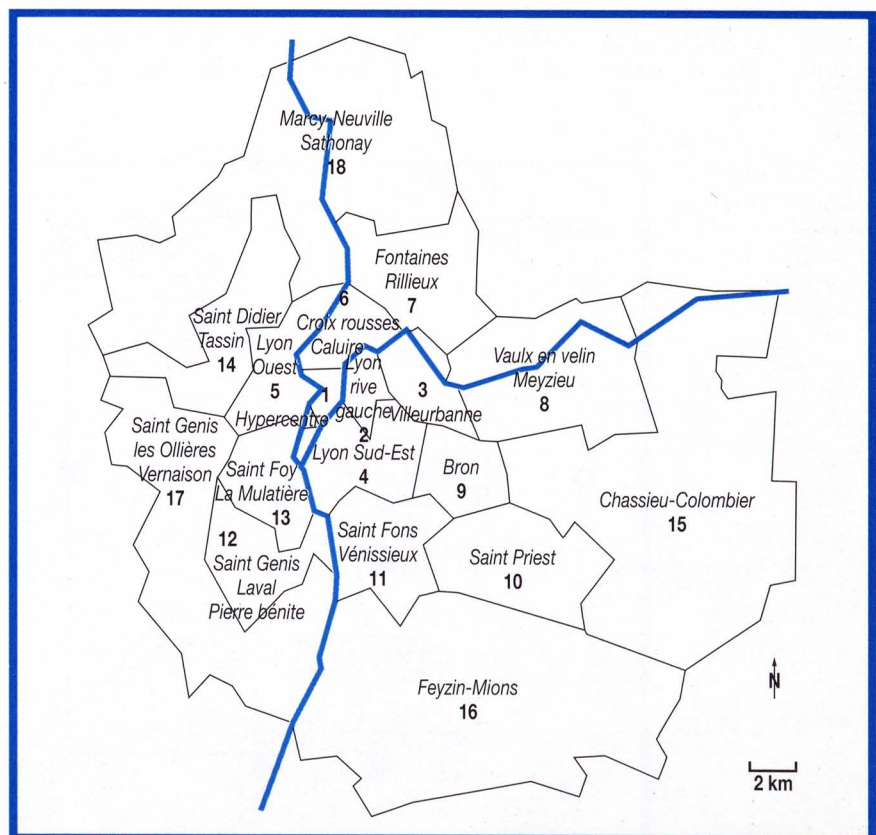 Marcy-Neuville
Sathonay
18
Fontaines
Rillieux
7
6
Croix rousses
Caluire
Saint Didier
Tassin
14
Lyon
Ouest
5
Lyon
rive
gauche
2
1
Hypercentre
3
Villeurbanne
Vaulx en velin
Meyzieu
8
Saint Genis
les Ollières
Vernaison
17
Saint Foy
La Mulatière
13
Lyon Sud-Est
4
Bron
9
Chassieu-Colombier
15
12
Saint Genis
Laval
Pierre bénite
Saint Fons
Vénissieux
11
Saint Priest
10
Feyzin-Mions
16
N
2 km